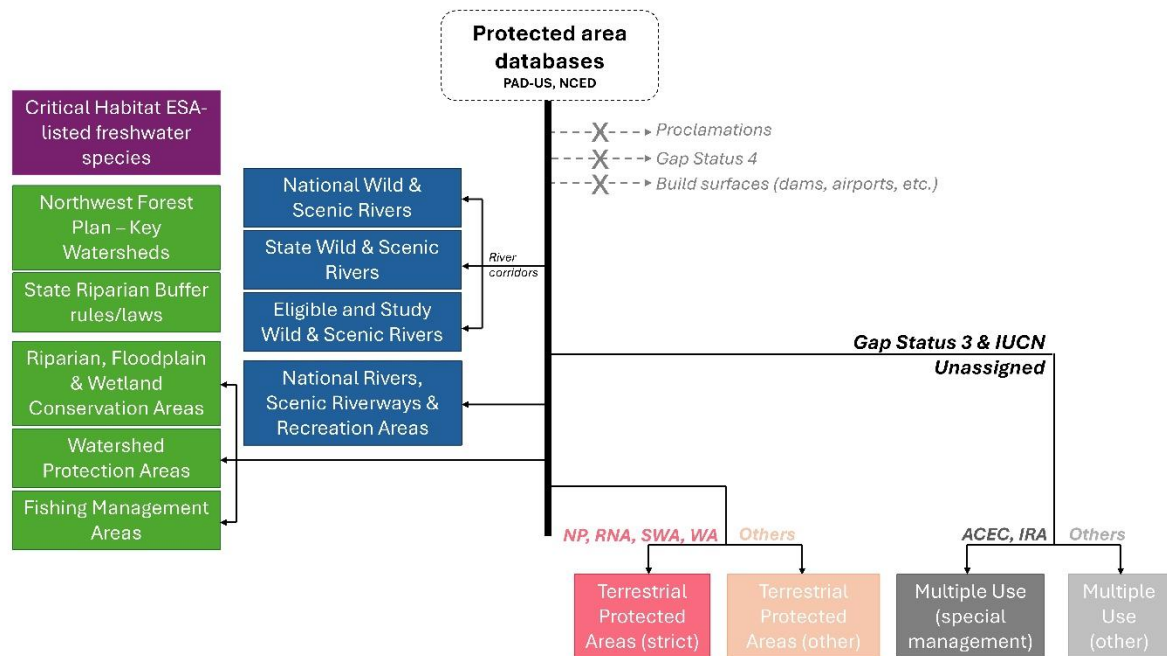 Protected area
databases
PAD-US, NCED
Critical Habitat ESA-
listed freshwater
species
Northwest Forest
Plan – Key
Watersheds
State Riparian Buffer
rules/laws
Riparian, Floodplain
& Wetland
Conservation Areas
Watershed
Protection Areas
Fishing Management
Areas
National Wild &
Scenic Rivers
State Wild & Scenic
Rivers
Eligible and Study
Wild & Scenic Rivers
National Rivers,
Scenic Riverways &
Recreation Areas
River
corridors
X Proclamations
X Gap Status 4
X Build surfaces (dams, airports, etc.)
Gap Status 3 & IUCN
Unassigned
NP, RNA, SWA, WA
Others
ACEC, IRA
Others
Terrestrial
Protected
Areas (strict)
Terrestrial
Protected
Areas (other)
Multiple Use
(special
management)
Multiple
Use
(other)